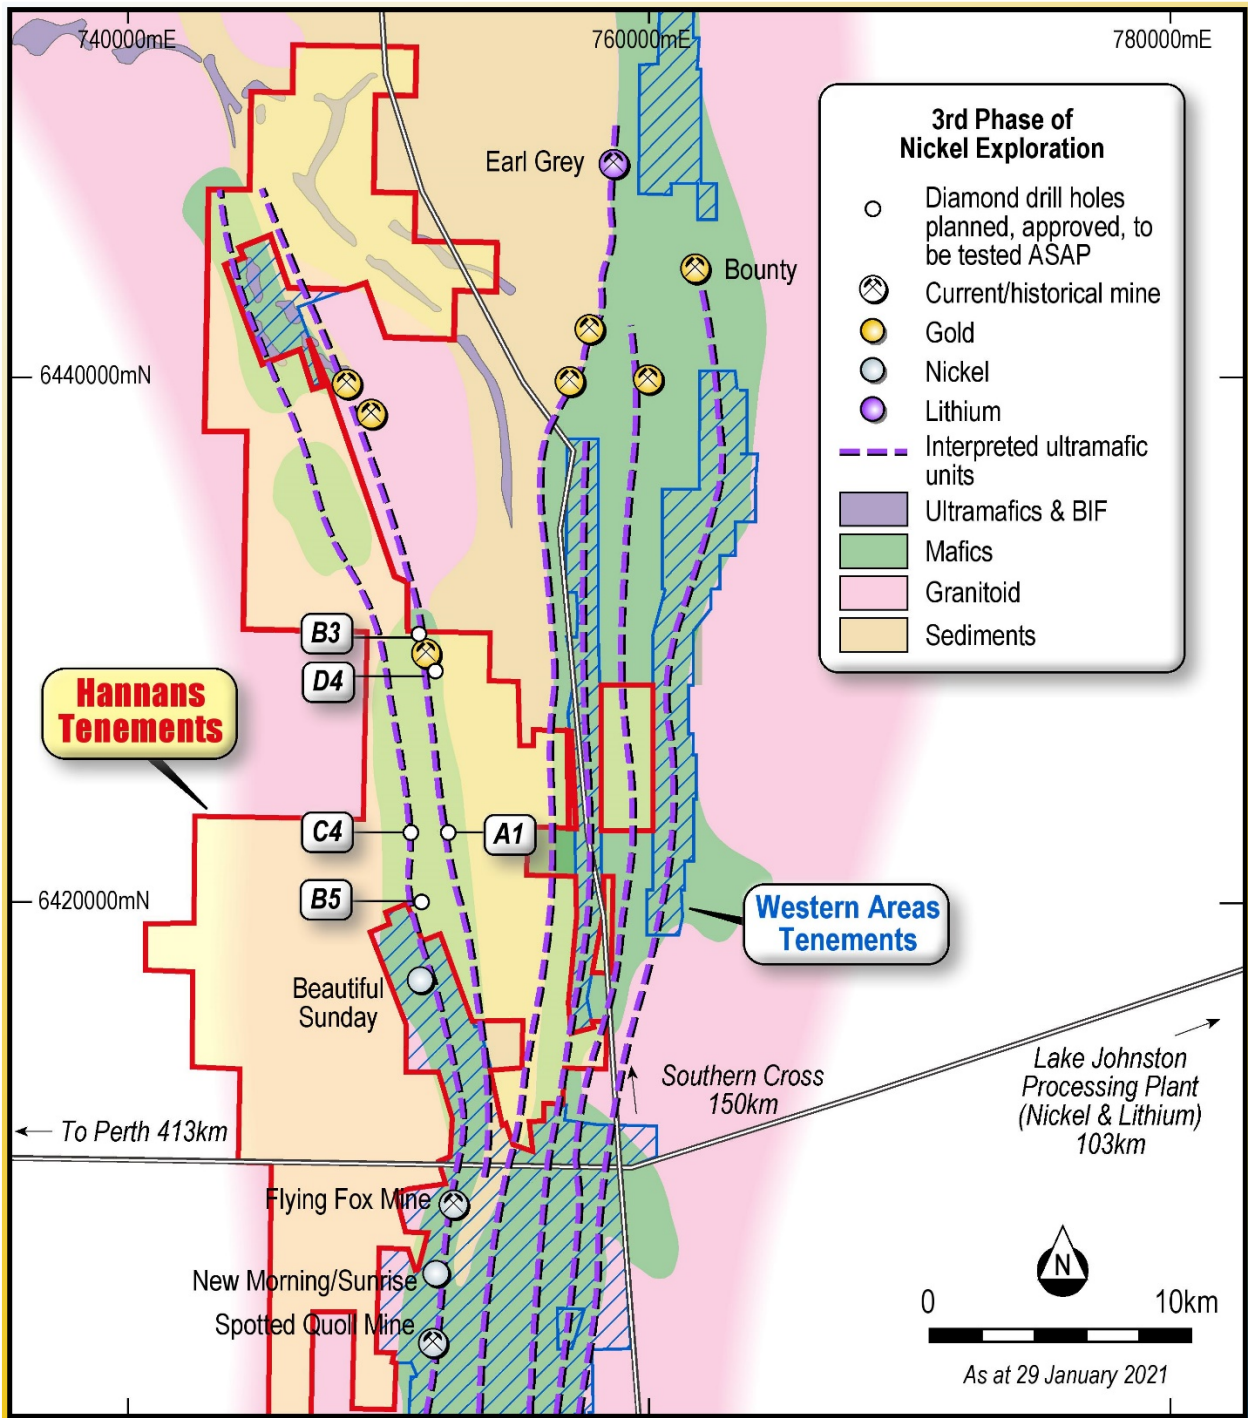 740000mE
760000mE
780000mE
3rd Phase of
Nickel Exploration
Diamond drill holes
planned, approved, to
be tested ASAP
Current/historical mine
Gold
Nickel
Lithium
Interpreted ultramafic
units
Ultramafics & BIF
Mafics
Granitoid
Sediments
Earl Grey
Bounty
6440000mN
B3
D4
Hannans
Tenements
C4
A1
B5
6420000mN
Western Areas
Tenements
Beautiful
Sunday
Southern Cross
150km
Lake Johnston
Processing Plant
(Nickel & Lithium)
103km
To Perth 413km
Flying Fox Mine
New Morning/Sunrise
Spotted Quoll Mine
N
0
10km
As at 29 January 2021